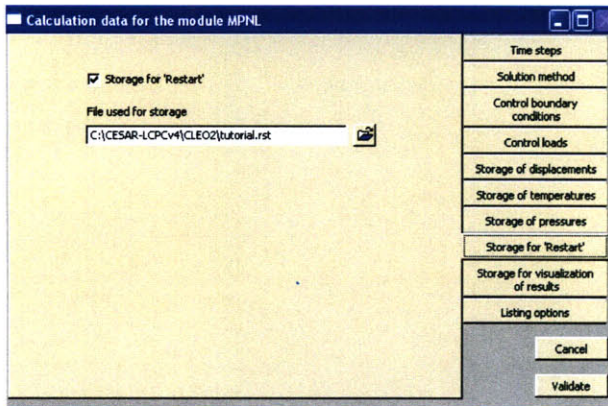 Calculation data for the module MPNL
Storage for 'Restart'
File used for storage
C:\CESAR-LCPCv4\CLEO2\tutorial.rst
Time steps
Solution method
Control boundary
conditions
Control loads
Storage of displacements
Storage of temperatures
Storage of pressures
Storage for 'Restart'
Storage for visualization
of results
Listing options
Cancel
Validate